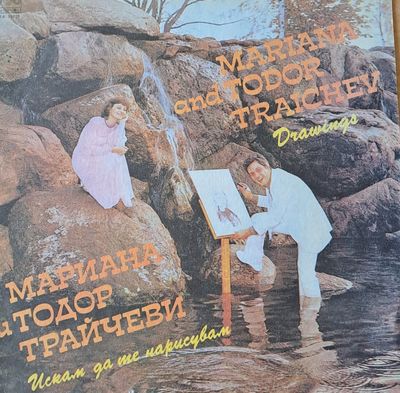 MARIANA
and TODOR
TRAICHEV
Drawings
МАРИАНА
и ТОДОР
ТРАЙЧЕВИ
Искам да те нарисувам